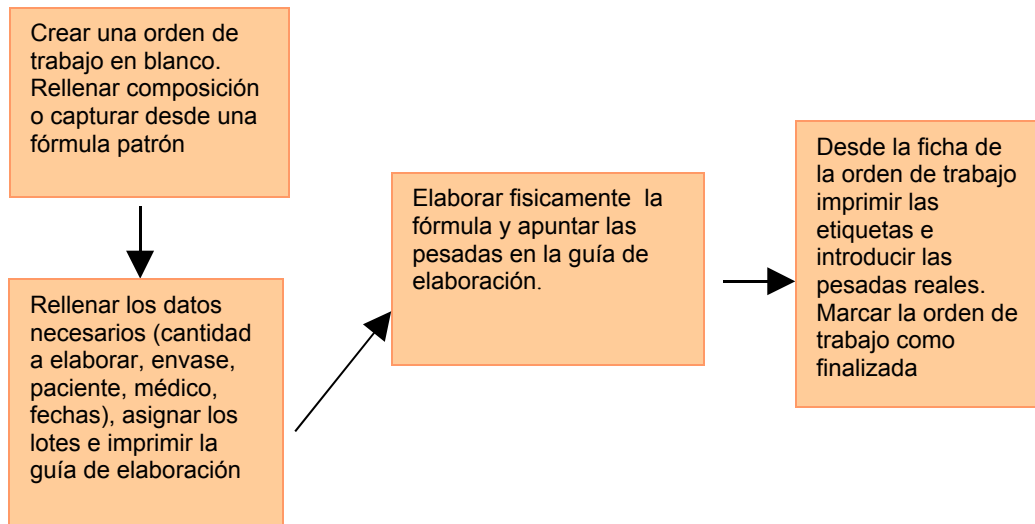 Crear una orden de
trabajo en blanco.
Rellenar composición
o capturar desde una
fórmula patrón
Rellenar los datos
necesarios (cantidad
a elaborar, envase,
paciente, médico,
fechas), asignar los
lotes e imprimir la
guía de elaboración
Elaborar fisicamente la
fórmula y apuntar las
pesadas en la guía de
elaboración.
Desde la ficha de
la orden de trabajo
imprimir las
etiquetas e
introducir las
pesadas reales.
Marcar la orden de
trabajo como
finalizada